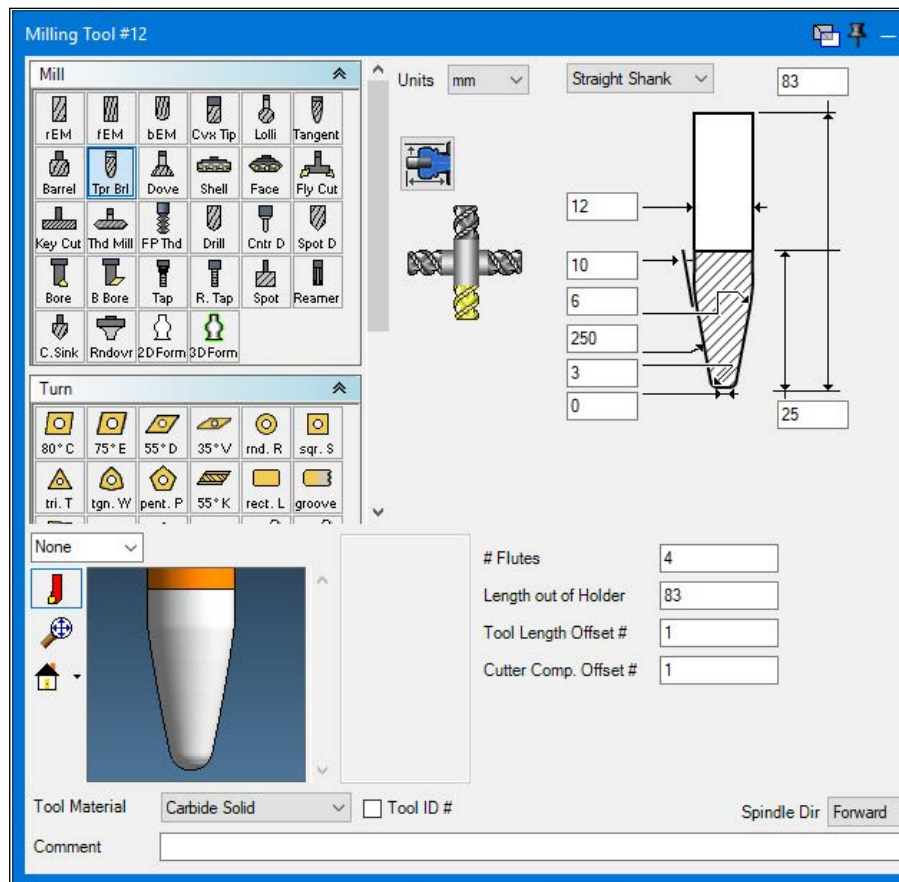 Milling Tool #12
Mill
rEM fEM bEM Cvx Tip Lolli Tangent
Barrel Tpr Brl Dove Shell Face Fly Cut
Key Cut Thd Mill FP Thd Drill Cntr D Spot D
Bore B Bore Tap R. Tap Spot Reamer
C.Sink Rndovr 2D Form 3D Form
Turn
80° C 75° E 55° D 35° V rnd. R sqr. S
tri. T tgn. W pent. P 55° K rect. L groove
Units mm Straight Shank 83
12
10
6
250
3
0
25
None
# Flutes 4
Length out of Holder 83
Tool Length Offset # 1
Cutter Comp. Offset # 1
Tool Material Carbide Solid Tool ID # Spindle Dir Forward
Comment